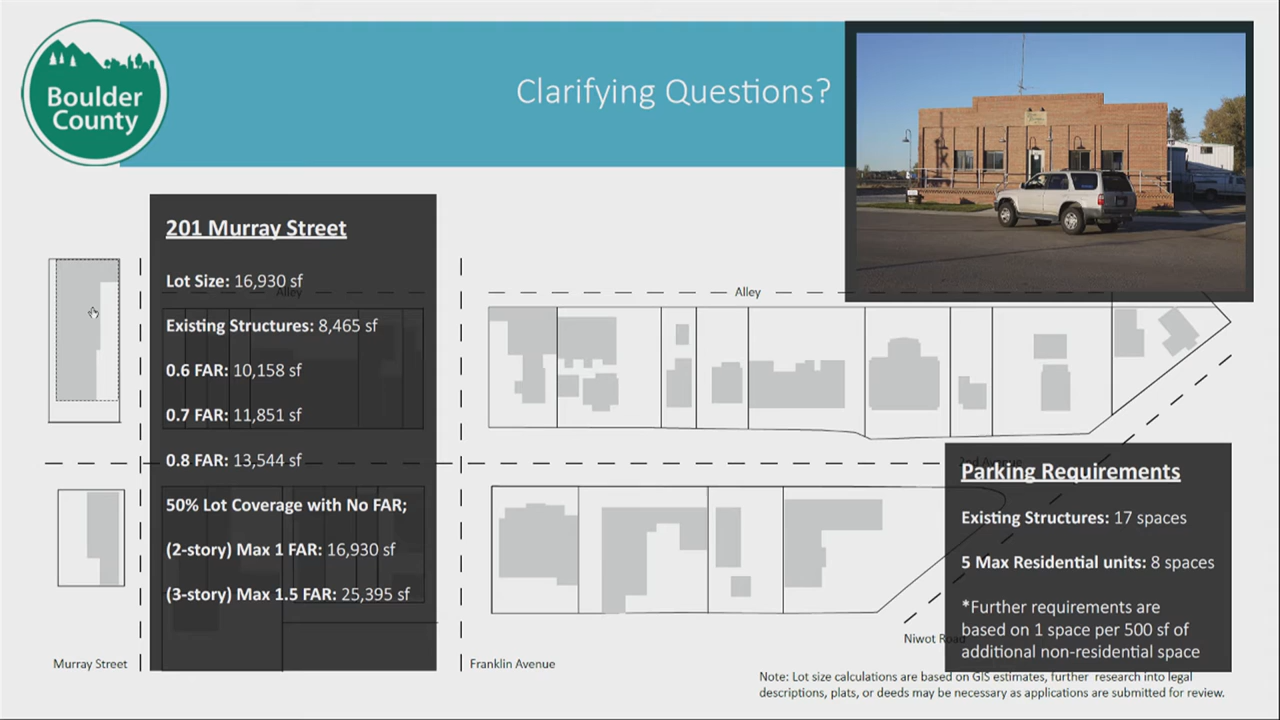 Boulder
County
Clarifying Questions?
201 Murray Street
Lot Size: 16,930 sf
Alley
Existing Structures: 8,465 sf
0.6 FAR: 10,158 sf
0.7 FAR: 11,851 sf
0.8 FAR: 13,544 sf
50% Lot Coverage with No FAR;
(2-story) Max 1 FAR: 16,930 sf
(3-story) Max 1.5 FAR: 25,395 sf
Alley
2nd Avenue
Parking Requirements
Existing Structures: 17 spaces
5 Max Residential units: 8 spaces
*Further requirements are
based on 1 space per 500 sf of
additional non-residential space
Niwot Road
Murray Street
Franklin Avenue
Note: Lot size calculations are based on GIS estimates, further research into legal
descriptions, plats, or deeds may be necessary as applications are submitted for review.